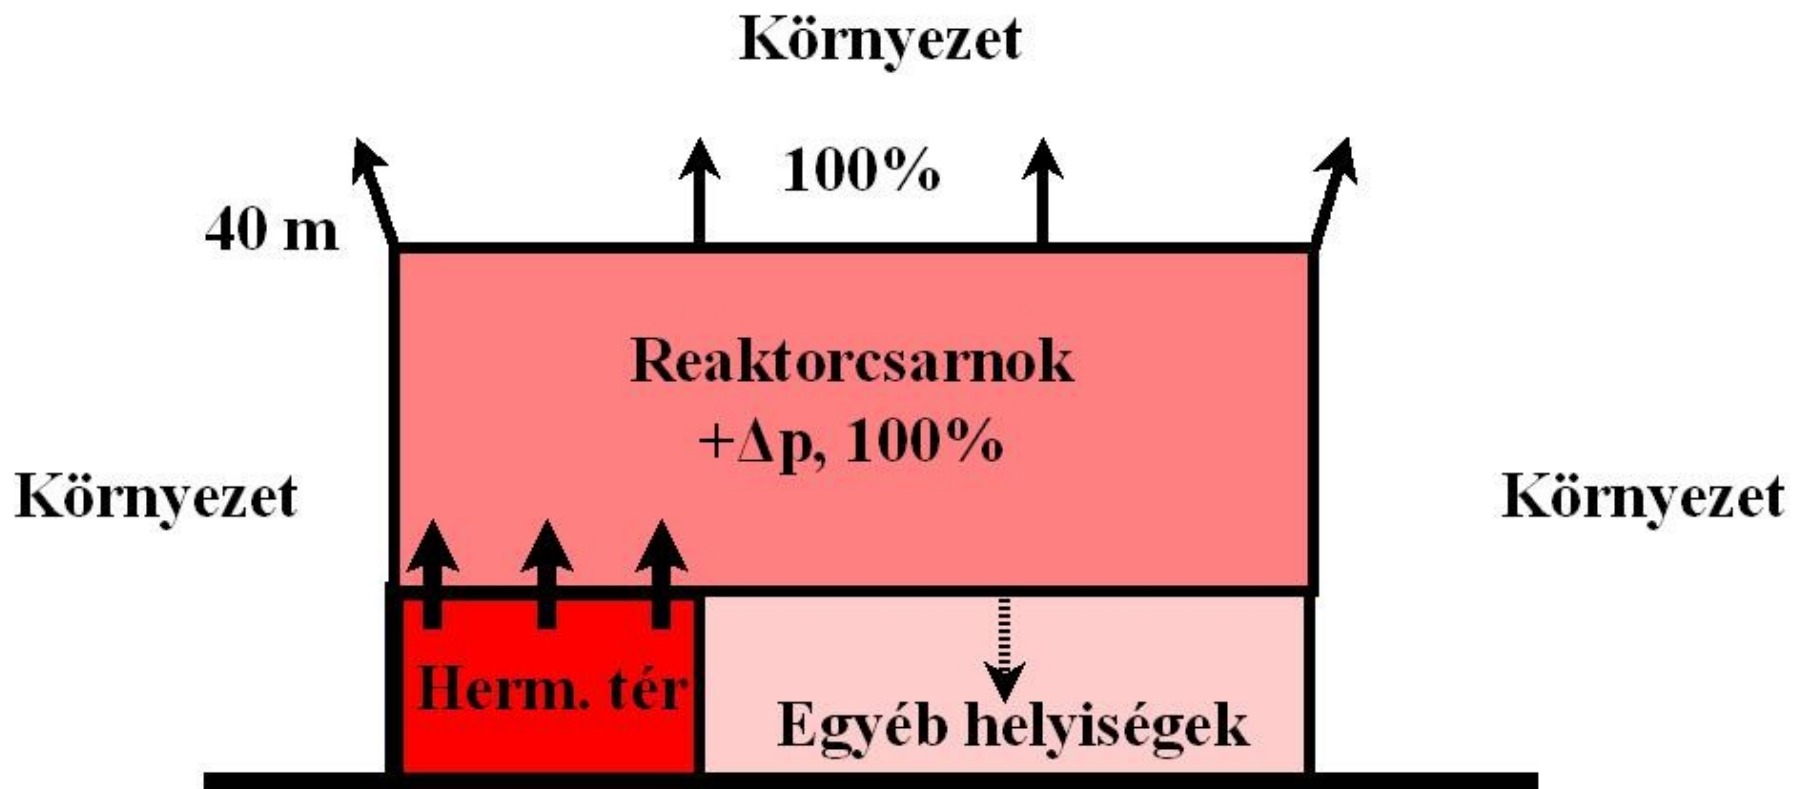 Környezet
100%
40 m
Reaktorcsarnok
+Δp, 100%
Környezet
Környezet
Herm. tér
Egyéb helyiségek